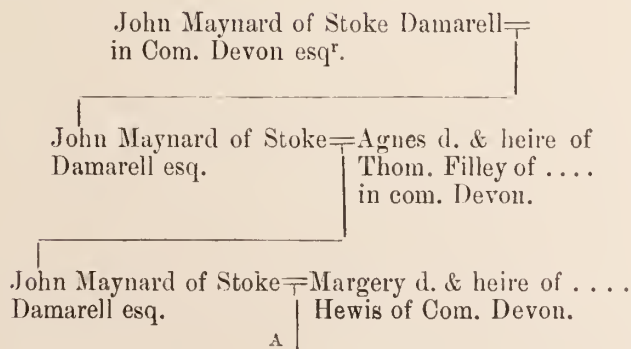 John Maynard of Stoke Damarell
in Com. Devon esqʳ.
John Maynard of Stoke
Damarell esq.
Agnes d. & heire of
Thom. Filley of ....
in com. Devon.
John Maynard of Stoke
Damarell esq.
Margery d. & heire of ....
Hewis of Com. Devon.
A